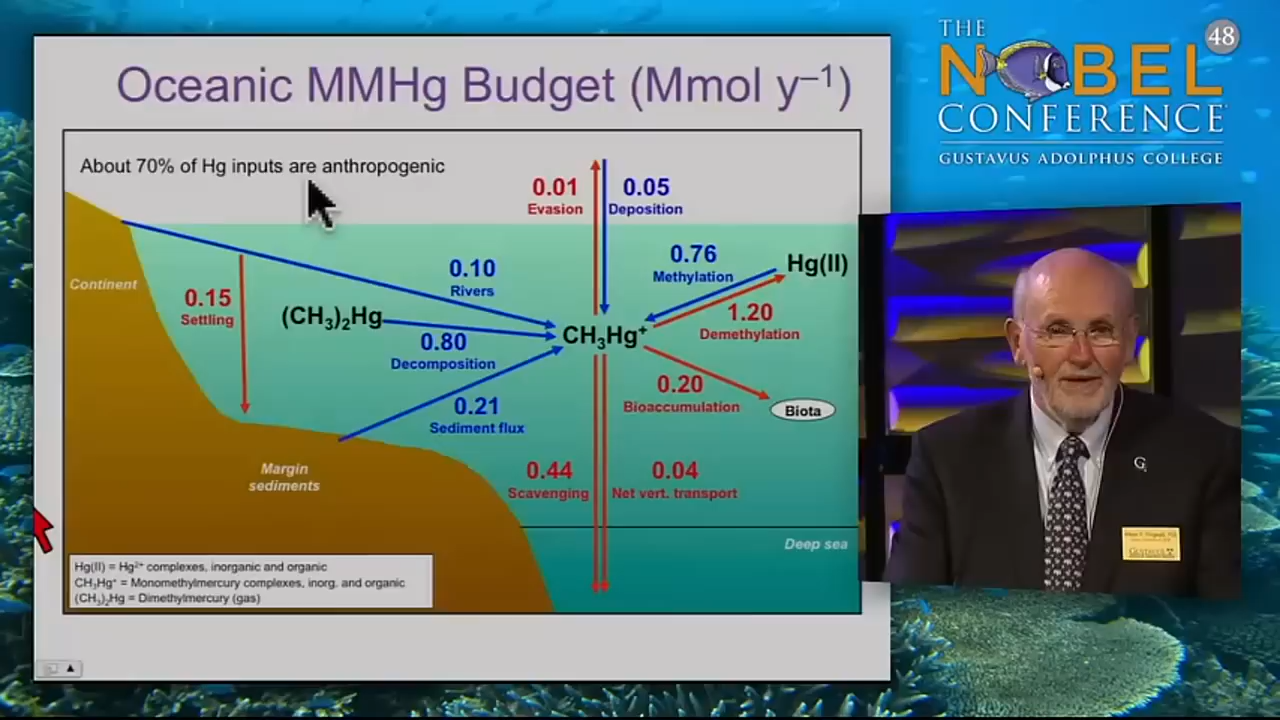 Oceanic MMHg Budget (Mmol y–1)
About 70% of Hg inputs are anthropogenic
0.01
Evasion
0.05
Deposition
0.76
Methylation
Hg(II)
0.10
Rivers
Continent
0.15
Settling
(CH3)2Hg
CH3Hg+
1.20
Demethylation
0.80
Decomposition
0.20
Bioaccumulation
Biota
0.21
Sediment flux
Margin
sediments
0.44
Scavenging
0.04
Net vert. transport
Deep sea
Hg(II) = Hg2+ complexes, inorganic and organic
CH3Hg+ = Monomethylmercury complexes, inorg. and organic
(CH3)2Hg = Dimethylmercury (gas)
THE
48
NOBEL
CONFERENCE
GUSTAVUS ADOLPHUS COLLEGE
G
GUSTAVUS